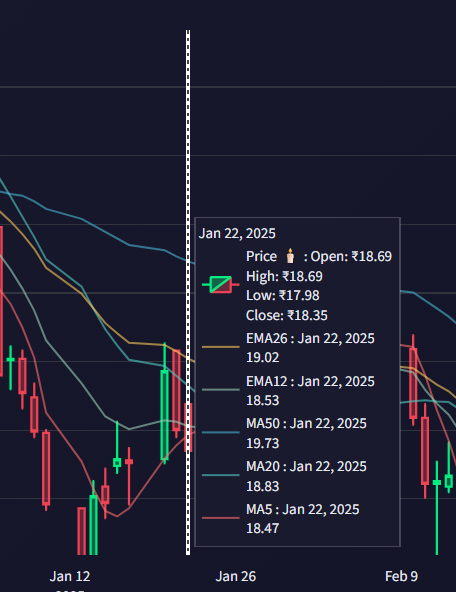 Jan 22, 2025
Price 🕯️ : Open: ₹18.69
High: ₹18.69
Low: ₹17.98
Close: ₹18.35
EMA26 : Jan 22, 2025
19.02
EMA12 : Jan 22, 2025
18.53
MA50 : Jan 22, 2025
19.73
MA20 : Jan 22, 2025
18.83
MA5 : Jan 22, 2025
18.47
Jan 12 Jan 26 Feb 9